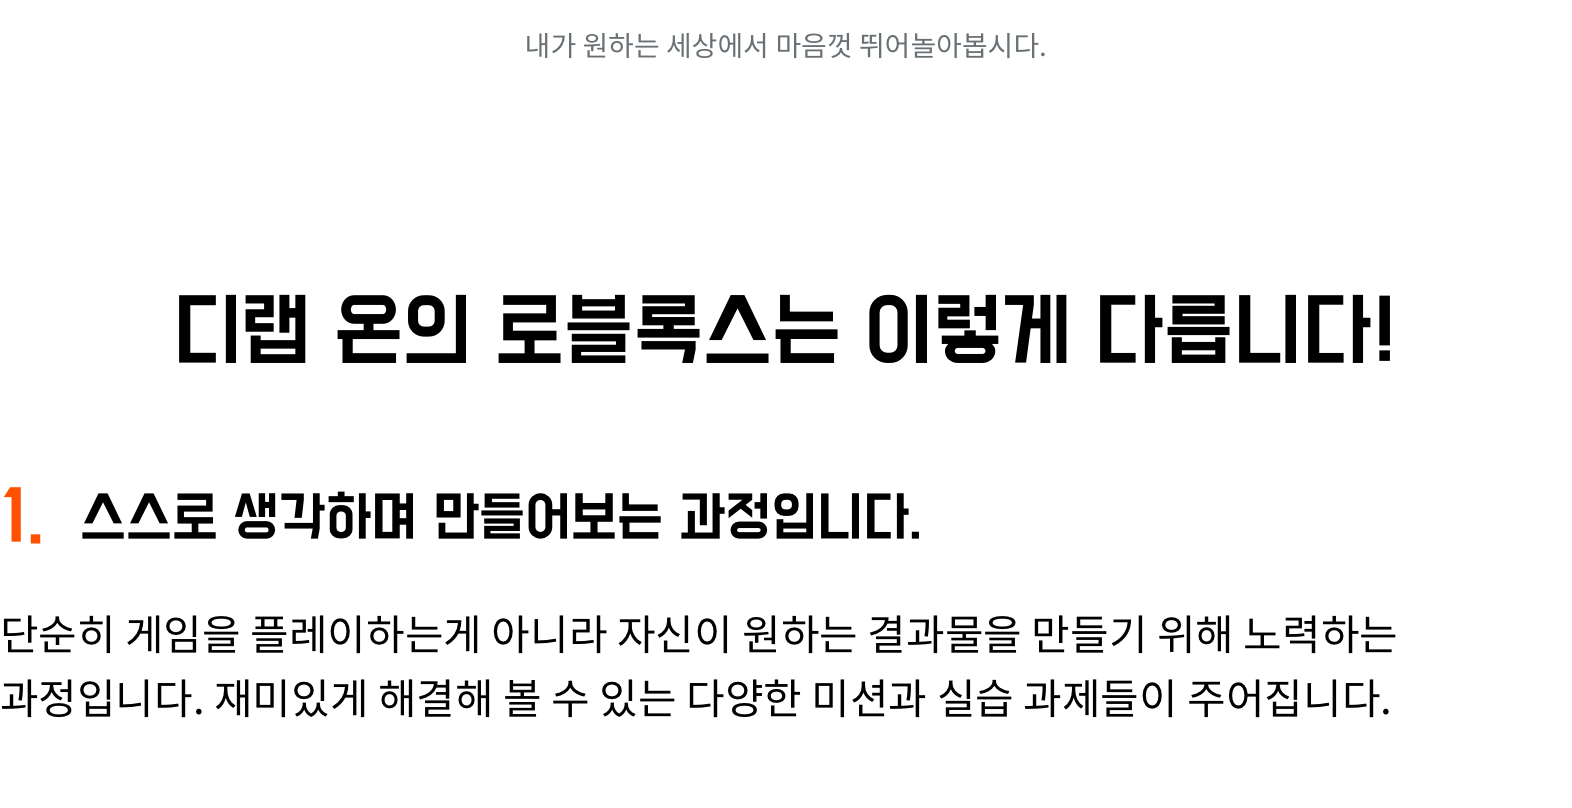 내가 원하는 세상에서 마음껏 뛰어놀아봅시다.
디랩 온의 로블록스는 이렇게 다릅니다!
1. 스스로 생각하며 만들어보는 과정입니다.
단순히 게임을 플레이하는게 아니라 자신이 원하는 결과물을 만들기 위해 노력하는
과정입니다. 재미있게 해결해 볼 수 있는 다양한 미션과 실습 과제들이 주어집니다.